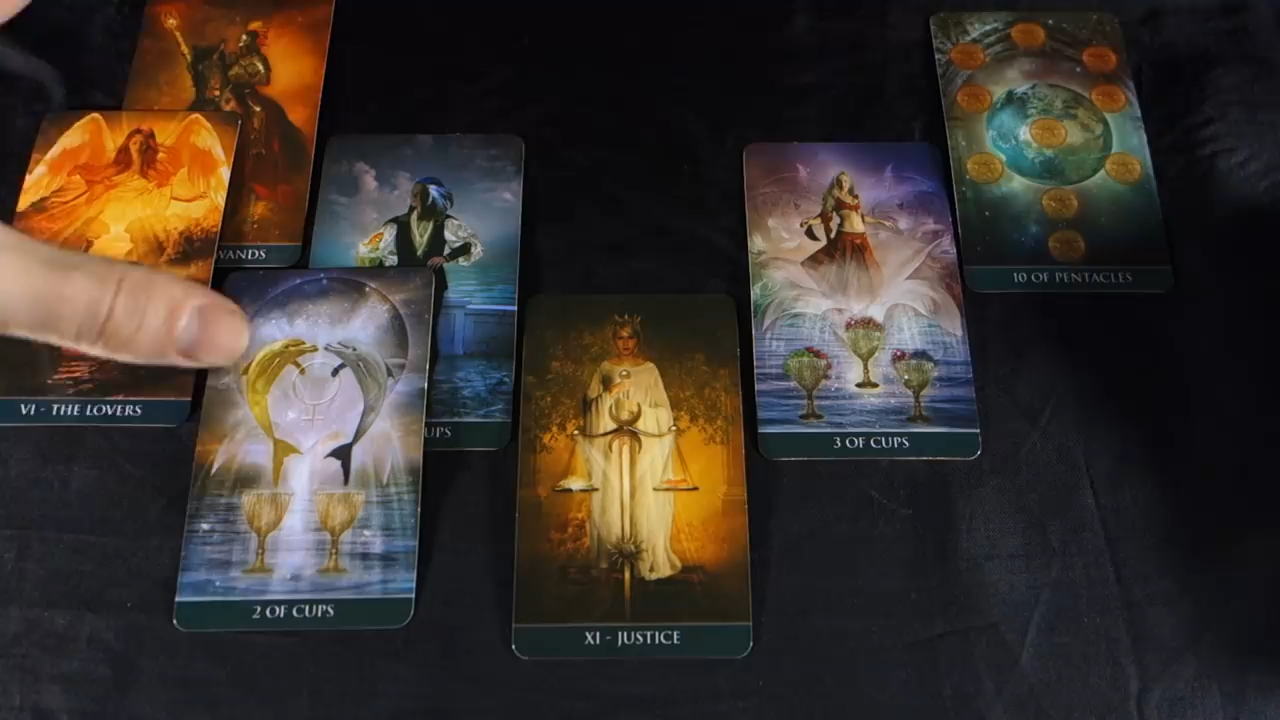 WANDS
10 OF PENTACLES
VI - THE LOVERS
UPS
3 OF CUPS
2 OF CUPS
XI - JUSTICE